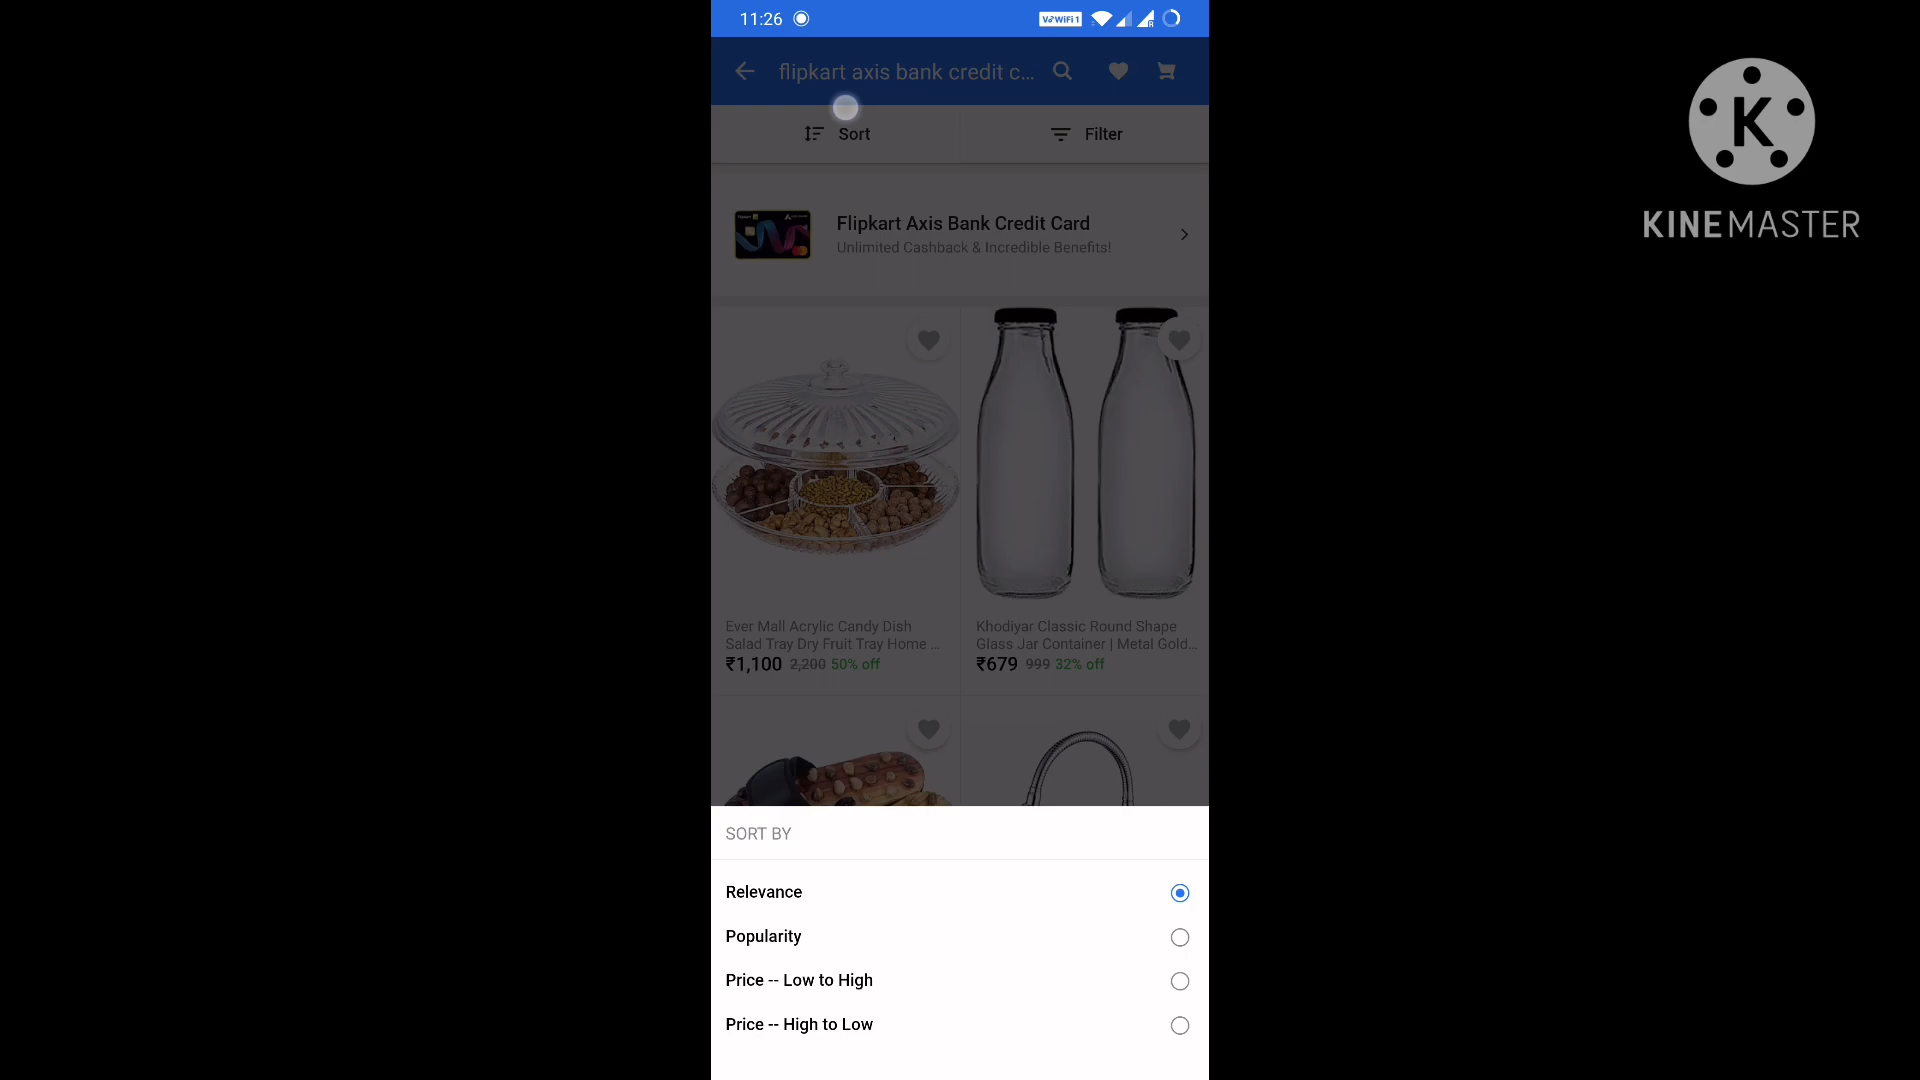 11:26
VoWiFi 1
R
flipkart axis bank credit c...
K
KINEMASTER
Sort
Filter
Flipkart Axis Bank Credit Card
Unlimited Cashback & Incredible Benefits!
Ever Mall Acrylic Candy Dish
Salad Tray Dry Fruit Tray Home ...
₹1,100 2,200 50% off
Khodiyar Classic Round Shape
Glass Jar Container | Metal Gold...
₹679 999 32% off
SORT BY
Relevance
Popularity
Price -- Low to High
Price -- High to Low